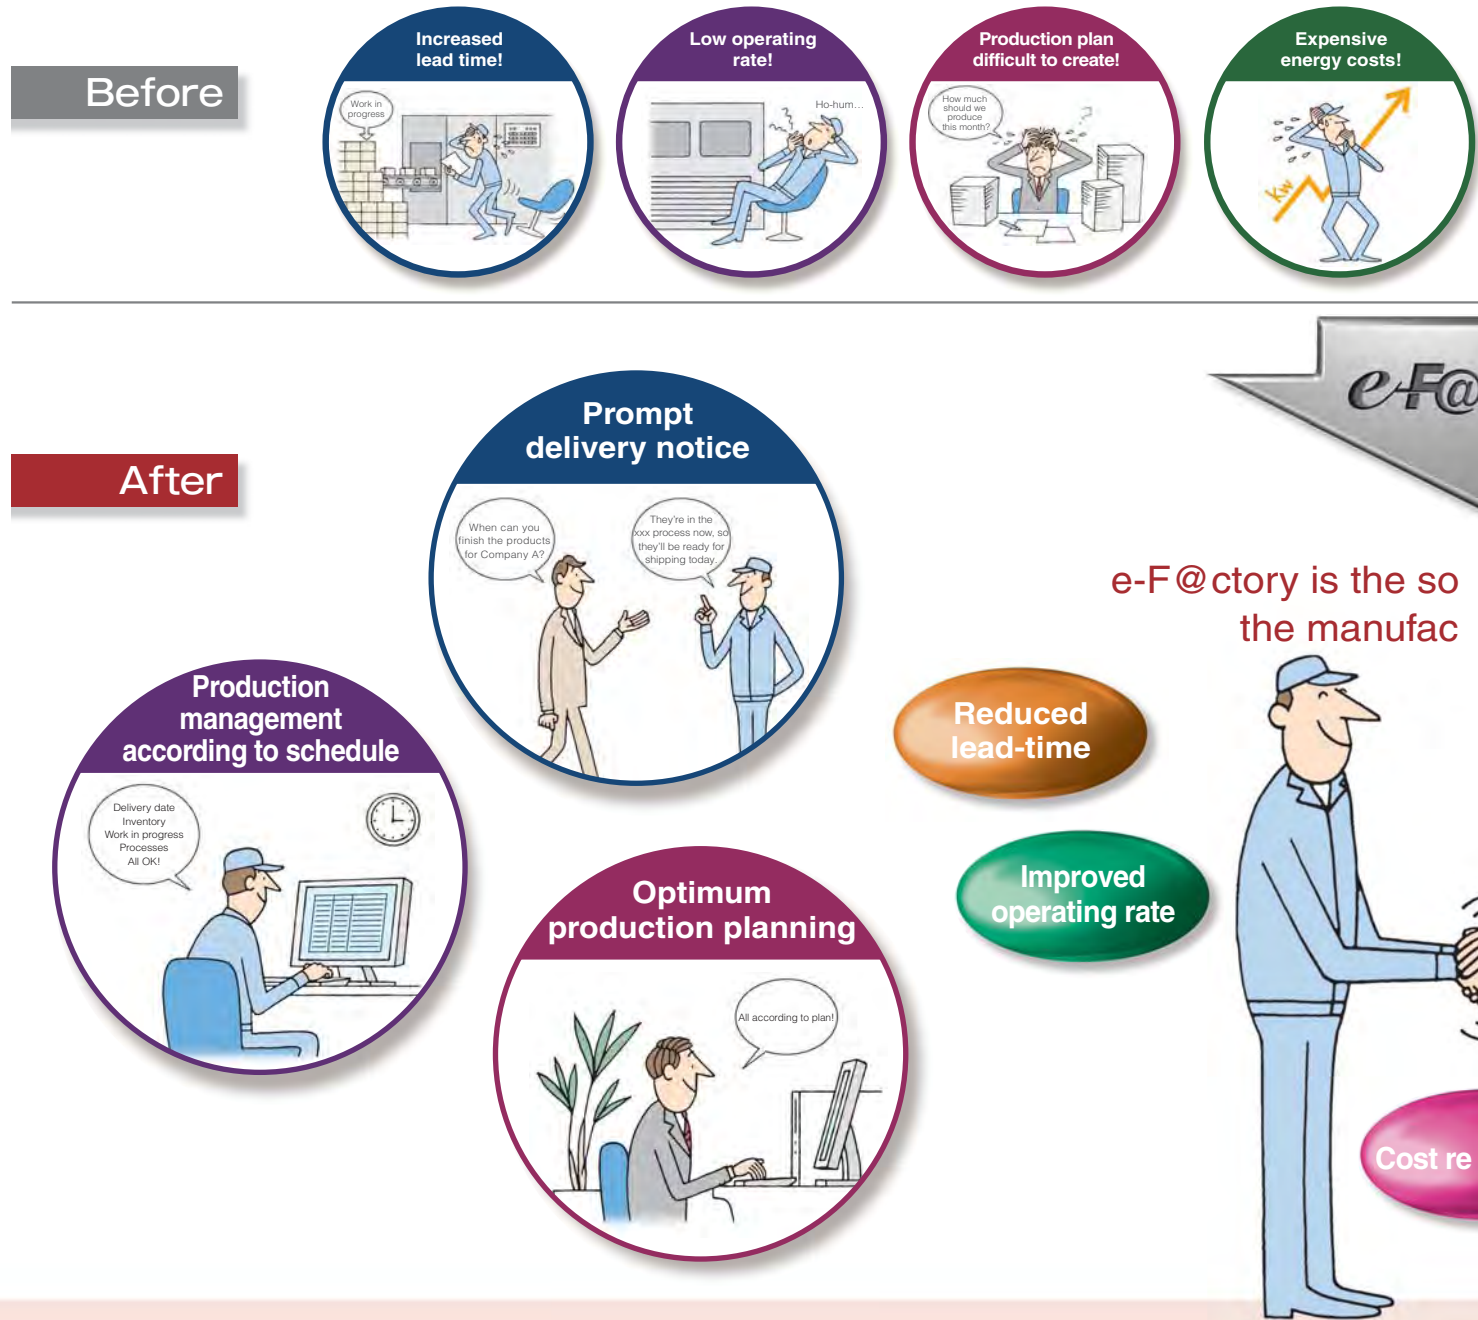 Before
Increased
lead time!
Work in
progress
Low operating
rate!
Ho-hum...
Production plan
difficult to create!
How much
should we
produce
this month?
?
Expensive
energy costs!
Kw
e-F@
After
Prompt
delivery notice
When can you
finish the products
for Company A?
They're in the
xxx process now, so
they'll be ready for
shipping today.
e-F@ctory is the so
the manufac
Production
management
according to schedule
Delivery date
Inventory
Work in progress
Processes
All OK!
Reduced
lead-time
Improved
operating rate
Optimum
production planning
All according to plan!
Cost re